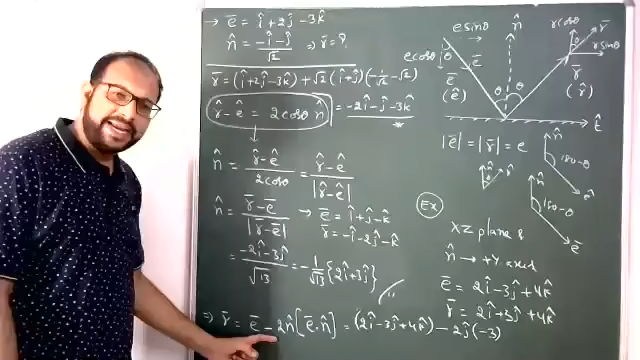 → ē = î + 2ĵ - 3k̂
n̂ = (-î - ĵ)/√2 ⇒ r̄ = ?
r̄ = (î + 2ĵ - 3k̂) + √2 (î + ĵ)(-1/√2 - √2)
r̂ - ê = 2cosθ n̂ = -2î - ĵ - 3k̂
n̂ = (r̂ - ê)/2cosθ = (r̂ - ê)/|r̂ - ê|
n̂ = (r̄ - ē)/|r̄ - ē| → ē = î + ĵ - k̂
r̄ = -î - 2ĵ - k̂
= (-2î - 3ĵ)/√13 = -1/√13 {2î + 3ĵ}
⇒ r̄ = ē - 2n̂ [ē . n̂] = (2î - 3ĵ + 4k̂) - 2ĵ(-3)
e sinθ
n̂
r cosθ
r̄
r sinθ
e cosθ
θ
ē
ē
(ê)
θ θ
r̄
(r̂)
t̂
|ē| = |r̄| = e
n̂
180-θ
ê
n̂
r̂
n̂
180-θ
ē
Ex
XZ plane &
n̂ → +Y axis
ē = 2î - 3ĵ + 4k̂
r̄ = 2î + 3ĵ + 4k̂